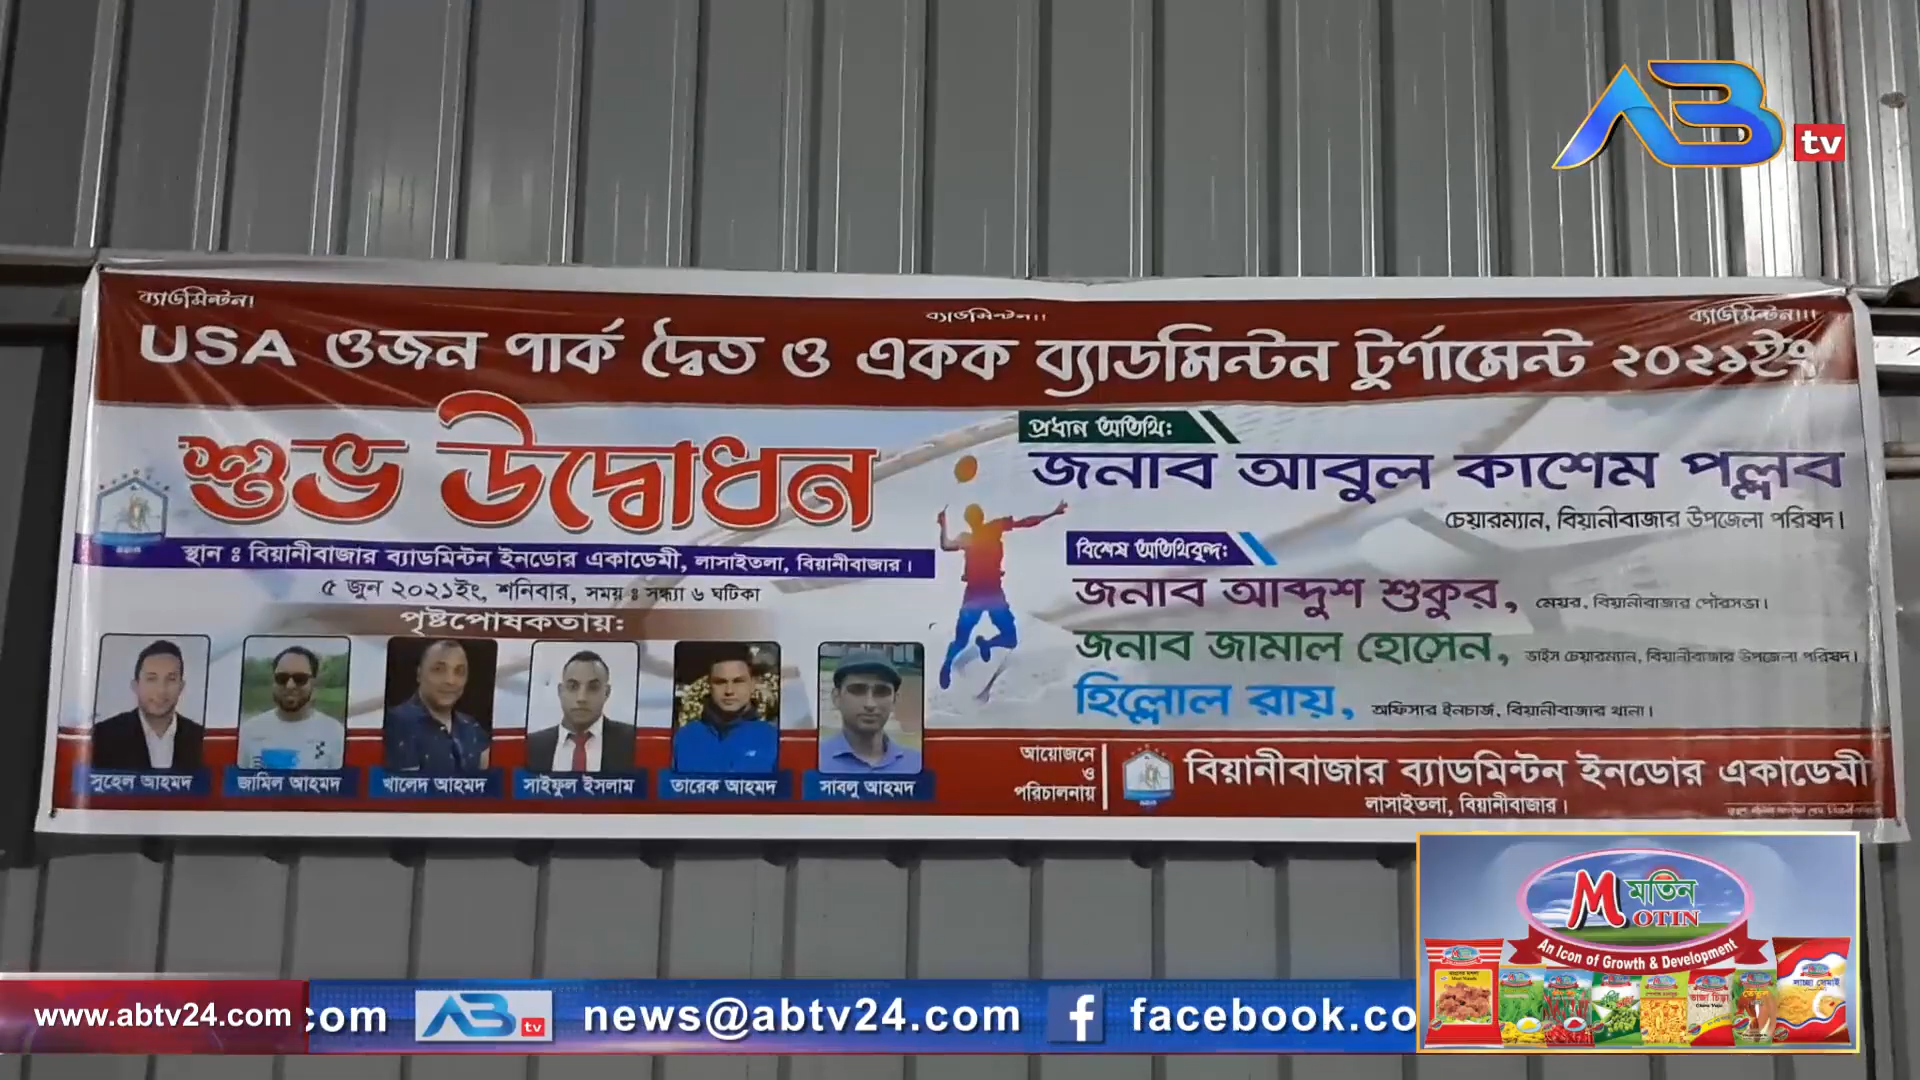 AB tv
ব্যাডমিন্টন।
ব্যাডমিন্টন।।
ব্যাডমিন্টন।।।
USA ওজন পার্ক দ্বৈত ও একক ব্যাডমিন্টন টুর্ণামেন্ট ২০২১ইং
শুভ উদ্বোধন
স্থান ঃ বিয়ানীবাজার ব্যাডমিন্টন ইনডোর একাডেমী, লাসাইতলা, বিয়ানীবাজার।
৫ জুন ২০২১ইং, শনিবার, সময় ঃ সন্ধ্যা ৬ ঘটিকা
পৃষ্টপোষকতায়ঃ
সুহেল আহমদ
জামিল আহমদ
খালেদ আহমদ
সাইফুল ইসলাম
তারেক আহমদ
সাবলু আহমদ
প্রধান অতিথিঃ
জনাব আবুল কাশেম পল্লব
চেয়ারম্যান, বিয়ানীবাজার উপজেলা পরিষদ।
বিশেষ অতিথিবৃন্দঃ
জনাব আব্দুশ শুকুর, মেয়র, বিয়ানীবাজার পৌরসভা।
জনাব জামাল হোসেন, ভাইস চেয়ারম্যান, বিয়ানীবাজার উপজেলা পরিষদ।
হিল্লোল রায়, অফিসার ইনচার্জ, বিয়ানীবাজার থানা।
আয়োজনে
ও
পরিচালনায়
বিয়ানীবাজার ব্যাডমিন্টন ইনডোর একাডেমী
লাসাইতলা, বিয়ানীবাজার।
M মতিন
OTIN
An Icon of Growth & Development
www.abtv24.com
:com
AB tv
news@abtv24.com
f facebook.co